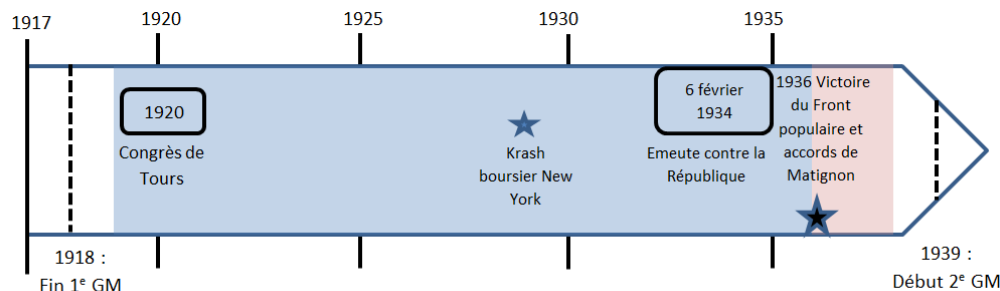 1917
1920
1925
1930
1935
1920
Congrès de
Tours
Krash
boursier New
York
6 février
1934
Emeute contre la
République
1936 Victoire
du Front
populaire et
accords de
Matignon
1918 :
Fin 1e GM
1939 :
Début 2e GM